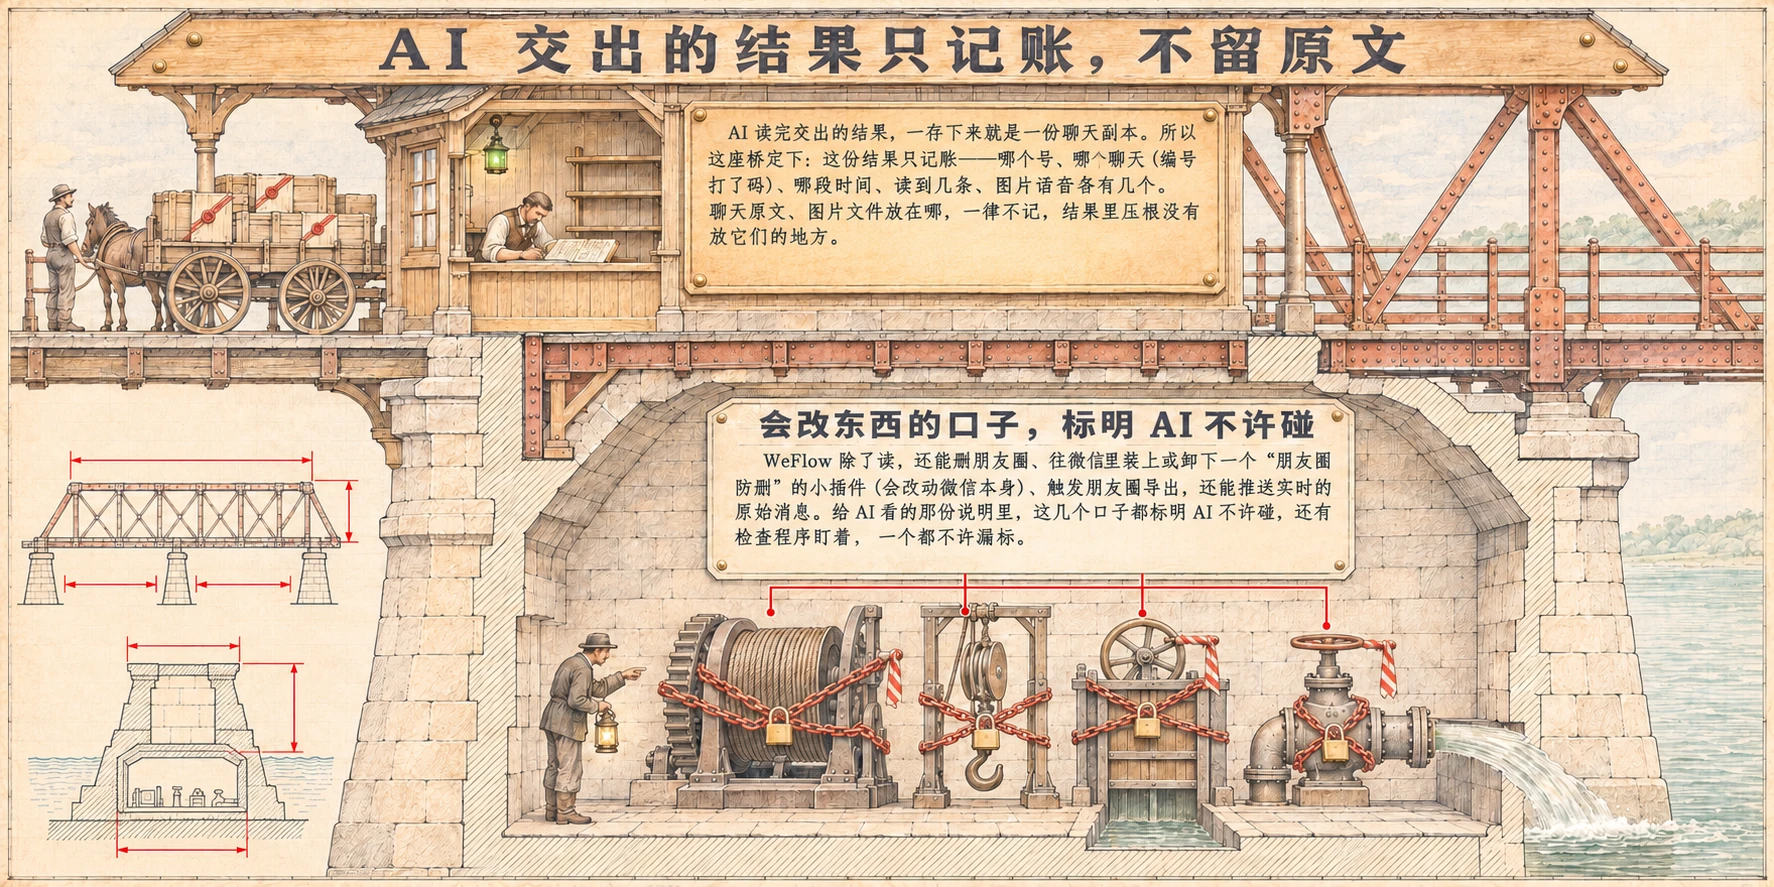 AI 交出的结果只记账，不留原文
AI 读完交出的结果，一存下来就是一份聊天副本。所以
这座桥定下：这份结果只记账——哪个号、哪个聊天（编号
打了码）、哪段时间、读到几条、图片语音各有几个。
聊天原文、图片文件放在哪，一律不记，结果里压根没有
放它们的地方。
会改东西的口子，标明 AI 不许碰
WeFlow 除了读，还能删朋友圈、往微信里装上或卸下一个“朋友圈
防删”的小插件（会改动微信本身）、触发朋友圈导出，还能推送实时的
原始消息。给 AI 看的那份说明里，这几个口子都标明 AI 不许碰，还有
检查程序盯着， 一个都不许漏标。